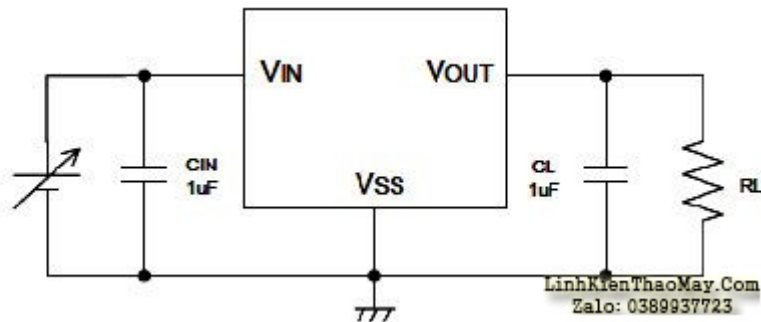 VIN
VOUT
CIN
1uF
VSS
CL
1uF
RL
LinhKienThaoMay.Com
Zalo: 0389937723